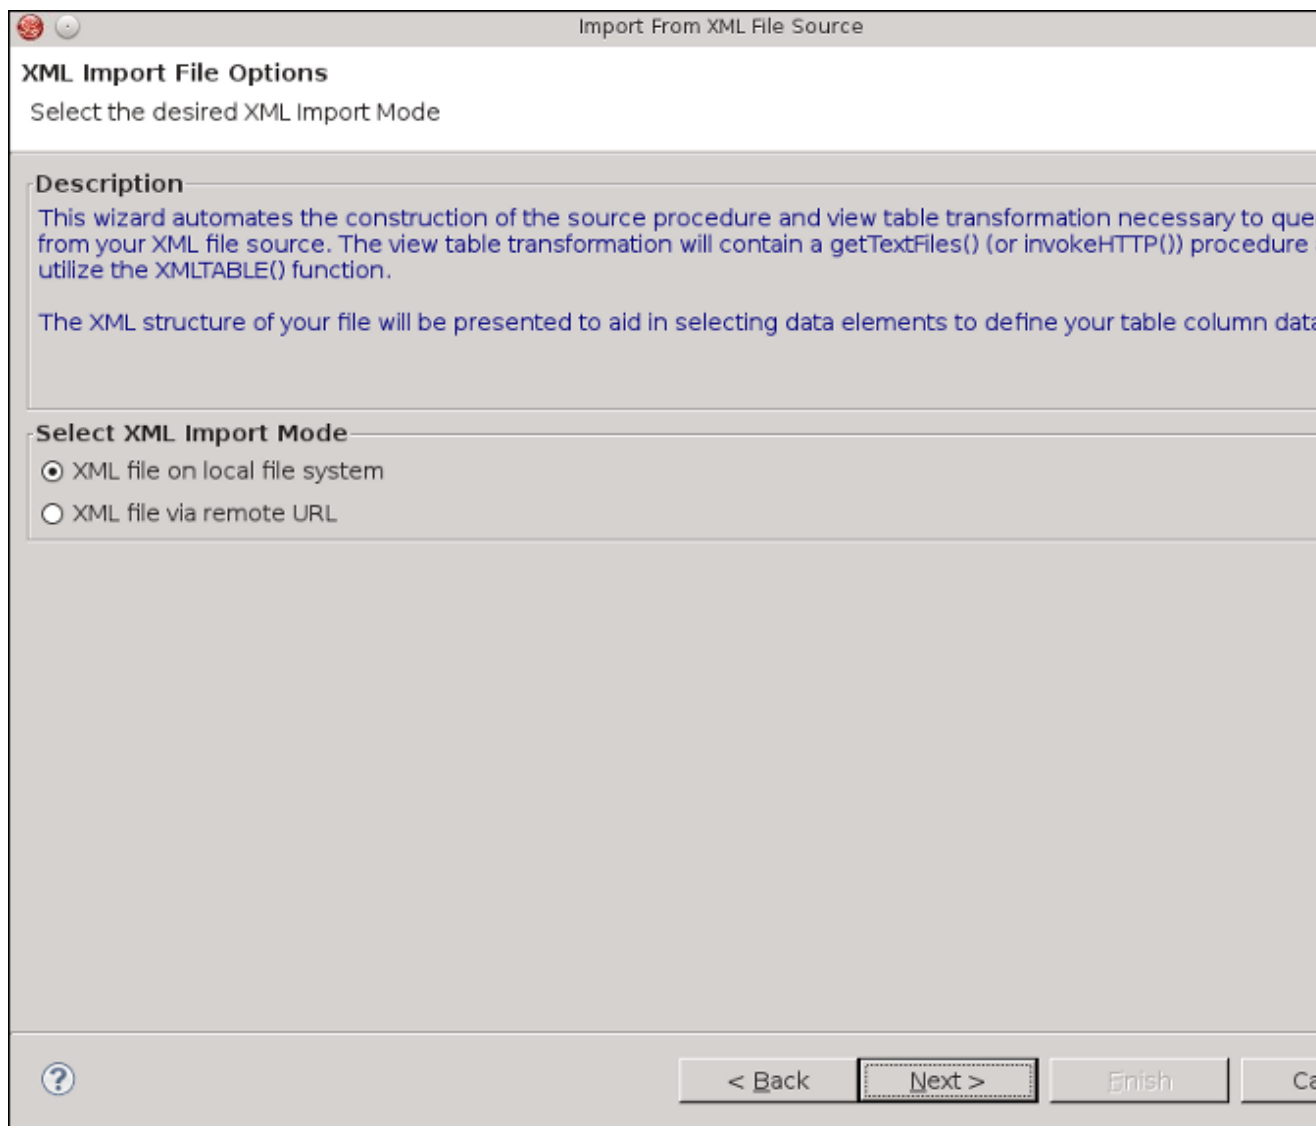 Import From XML File Source
XML Import File Options
Select the desired XML Import Mode
Description
This wizard automates the construction of the source procedure and view table transformation necessary to
from your XML file source. The view table transformation will contain a getTextFiles() (or invokeHTTP()) procedure
utilize the XMLTABLE() function.
The XML structure of your file will be presented to aid in selecting data elements to define your table column data
Select XML Import Mode
XML file on local file system
XML file via remote URL
< Back
Next >
Finish